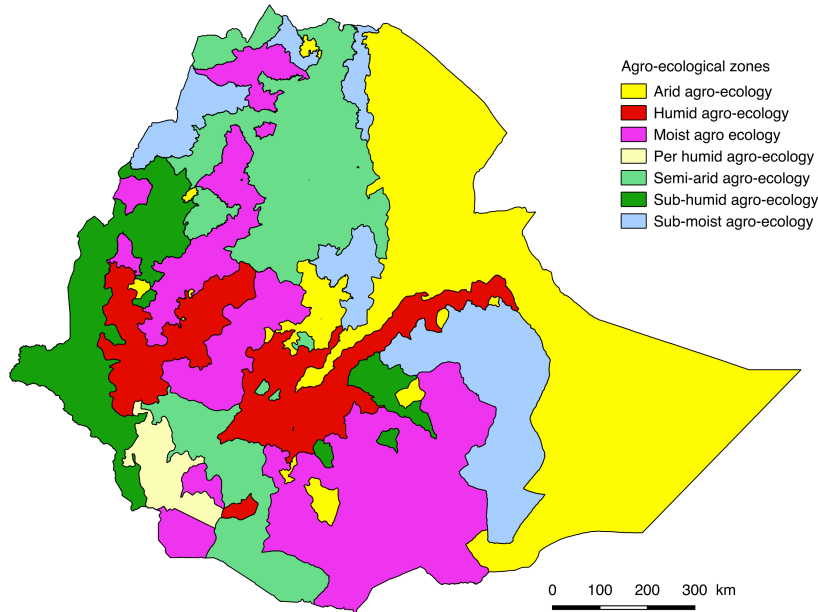 Agro-ecological zones
Arid agro-ecology
Humid agro-ecology
Moist agro ecology
Per humid agro-ecology
Semi-arid agro-ecology
Sub-humid agro-ecology
Sub-moist agro-ecology
0 100 200 300 km